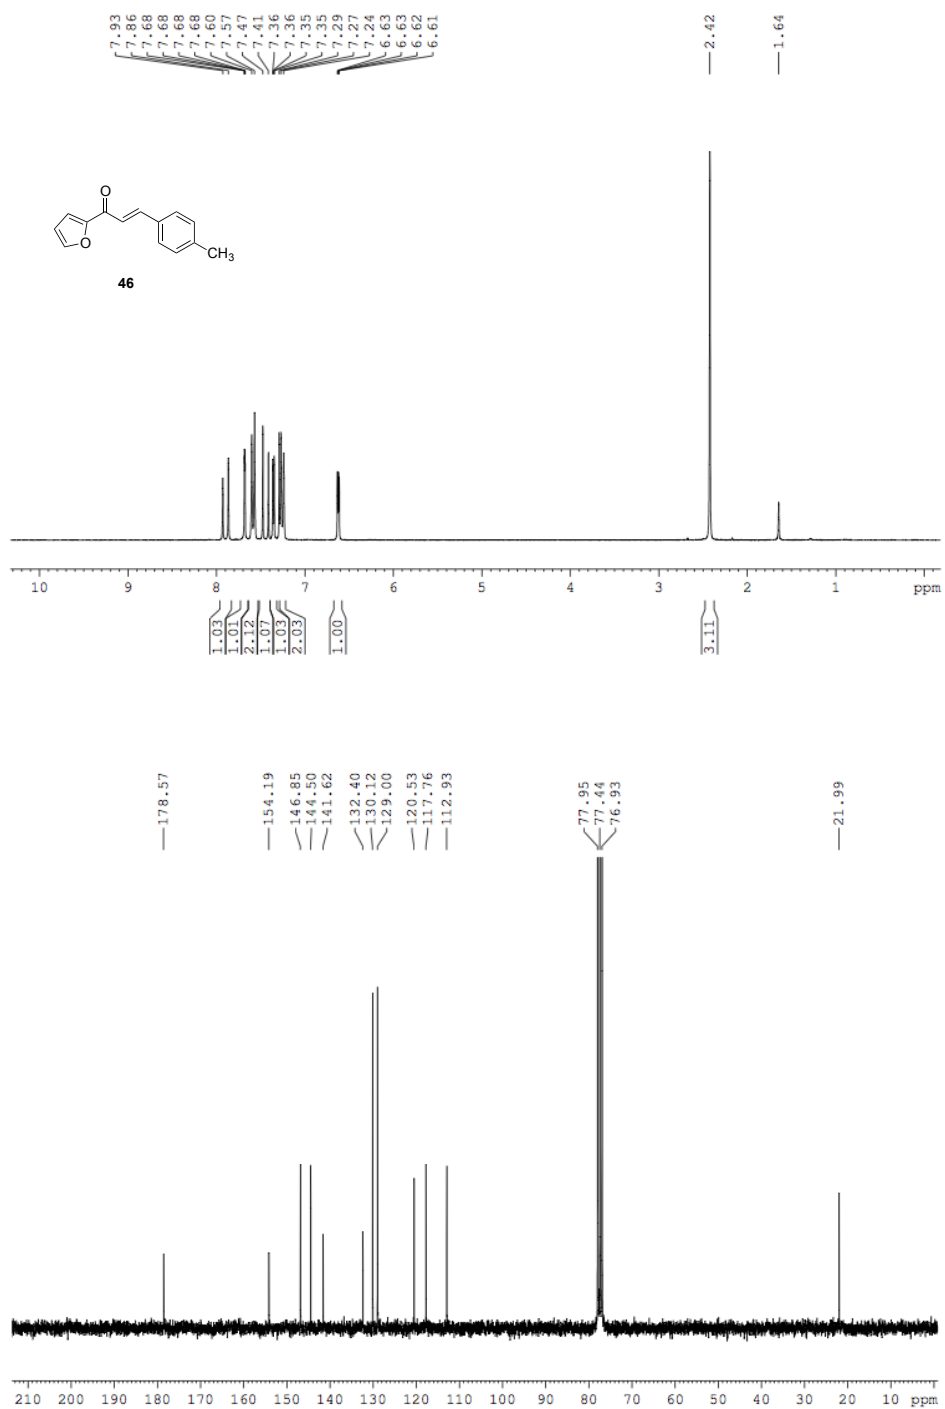 7.93 7.86 7.68 7.68 7.68 7.68 7.60 7.57 7.47 7.41 7.36 7.36 7.35 7.35 7.29 7.27 7.24 6.63 6.63 6.62 6.61 2.42 1.64
O
O
CH3
46
10 9 8 7 6 5 4 3 2 1 ppm
1.03 1.01 2.12 1.07 1.03 2.03 1.00 3.11
178.57 154.19 146.85 144.50 141.62 132.40 130.12 129.00 120.53 117.76 112.93 77.95 77.44 76.93 21.99
210 200 190 180 170 160 150 140 130 120 110 100 90 80 70 60 50 40 30 20 10 ppm